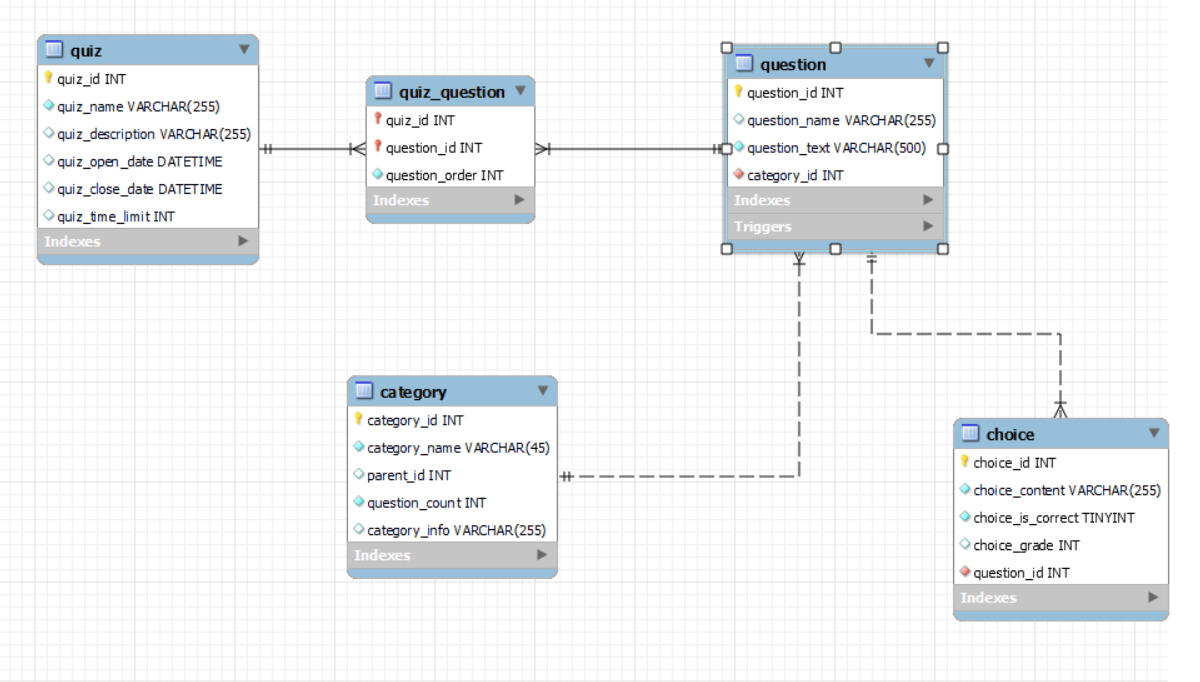 quiz
quiz_id INT
quiz_name VARCHAR(255)
quiz_description VARCHAR(255)
quiz_open_date DATETIME
quiz_close_date DATETIME
quiz_time_limit INT
Indexes
quiz_question
quiz_id INT
question_id INT
question_order INT
Indexes
question
question_id INT
question_name VARCHAR(255)
question_text VARCHAR(500)
category_id INT
Indexes
Triggers
category
category_id INT
category_name VARCHAR(45)
parent_id INT
question_count INT
category_info VARCHAR(255)
Indexes
choice
choice_id INT
choice_content VARCHAR(255)
choice_is_correct TINYINT
choice_grade INT
question_id INT
Indexes